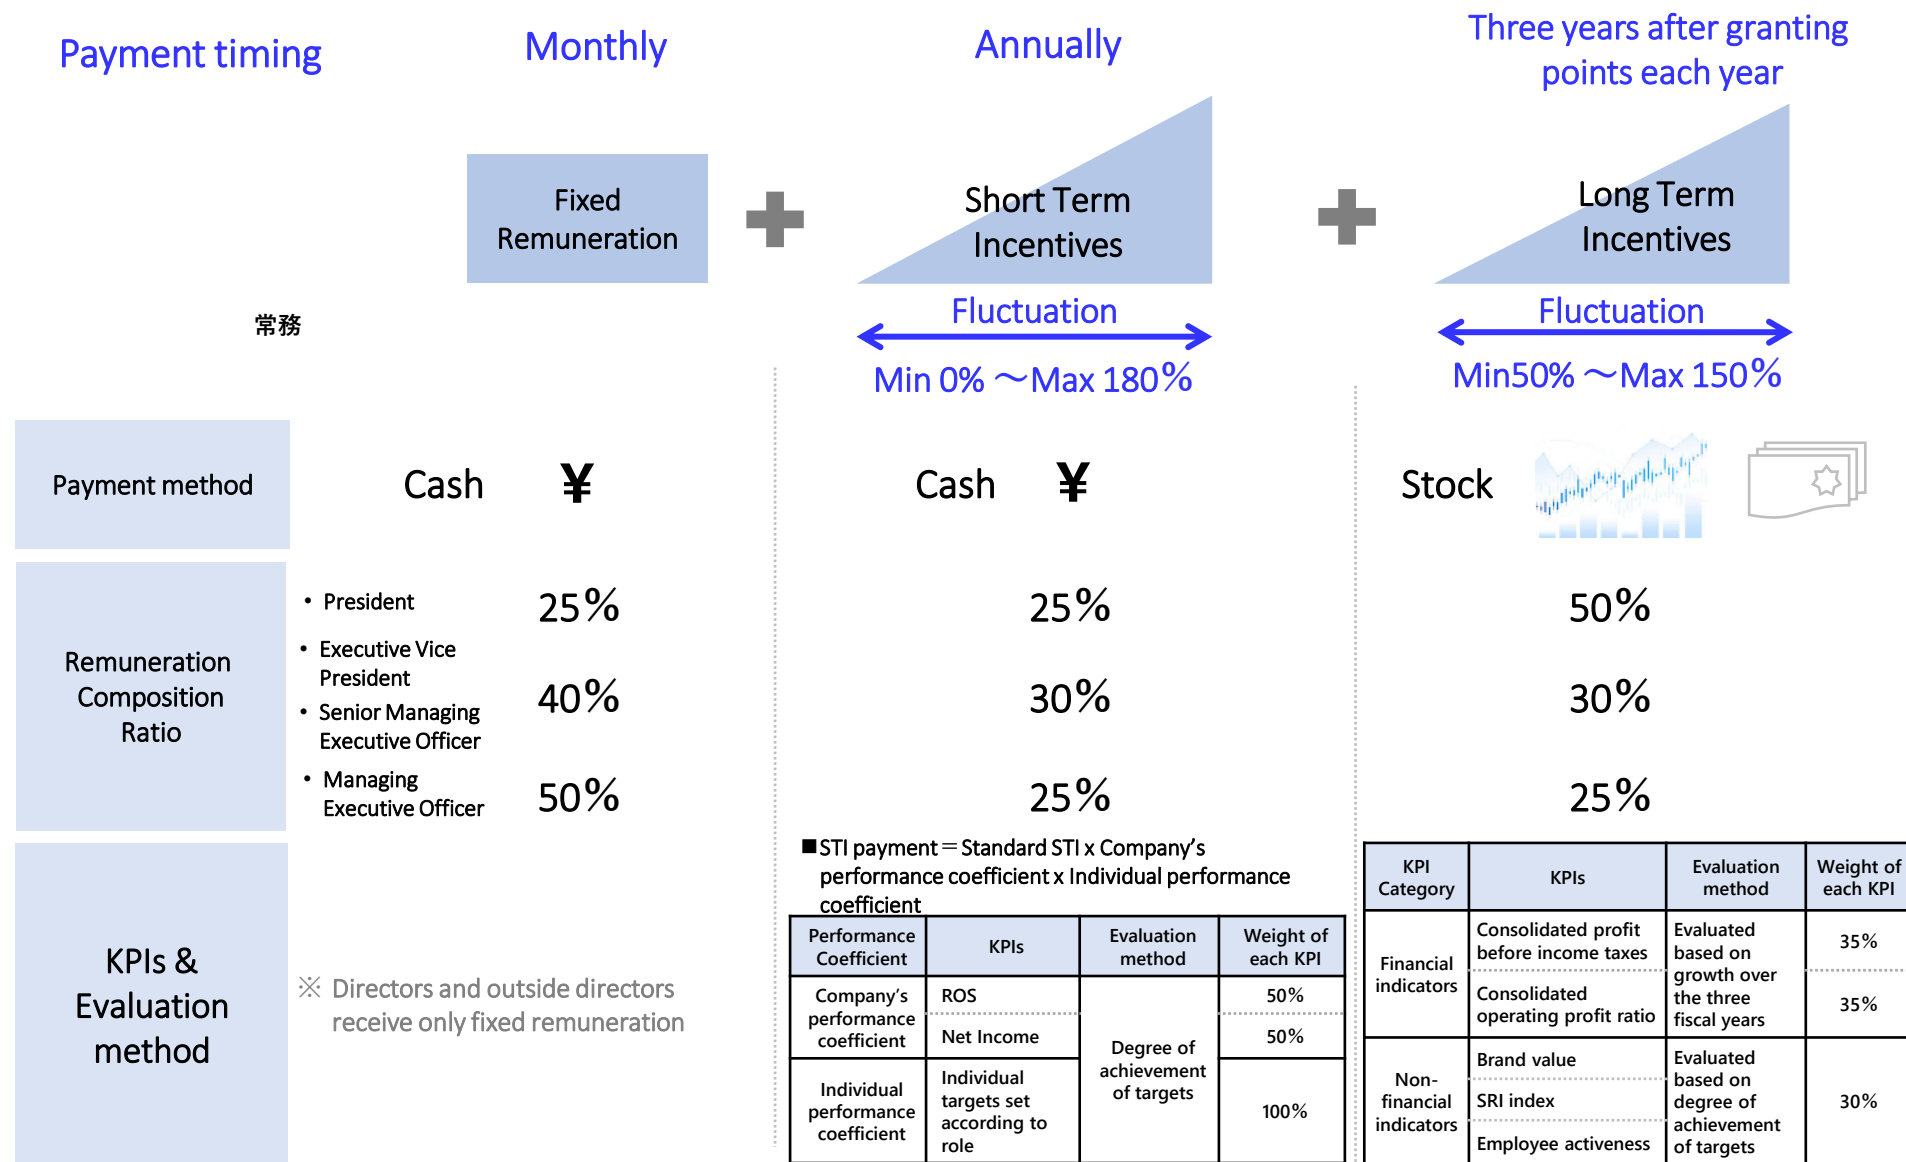 Payment timing
Monthly
Annually
Three years after granting
points each year
Fixed
Remuneration
Short Term
Incentives
Long Term
Incentives
常務
Fluctuation
Min 0% ～Max 180%
Fluctuation
Min50% ～Max 150%
Payment method
Cash ¥
Cash ¥
Stock
Remuneration
Composition
Ratio
・ President
25%
25%
50%
・ Executive Vice
President
・ Senior Managing
Executive Officer
40%
30%
30%
・ Managing
Executive Officer
50%
25%
25%
KPIs &
Evaluation
method
※ Directors and outside directors
receive only fixed remuneration
■STI payment＝Standard STI x Company's
performance coefficient x Individual performance
coefficient
Performance
Coefficient
KPIs
Evaluation
method
Weight of
each KPI
Company's
performance
coefficient
ROS
50%
Net Income
50%
Degree of
achievement
of targets
Individual
performance
coefficient
Individual
targets set
according to
role
100%
KPI
Category
KPIs
Evaluation
method
Weight of
each KPI
Financial
indicators
Consolidated profit
before income taxes
35%
Consolidated
operating profit ratio
35%
Evaluated
based on
growth over
the three
fiscal years
Non-
financial
indicators
Brand value
SRI index
Employee activeness
Evaluated
based on
degree of
achievement
of targets
30%